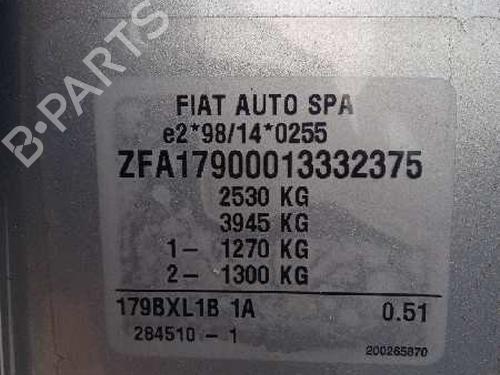 B-PARTS
FIAT AUTO SPA
e2*98/14*0255
ZFA17900013332375
2530 KG
3945 KG
1- 1270 KG
2- 1300 KG
179BXL1B 1A 0.51
284510 - 1
200265870